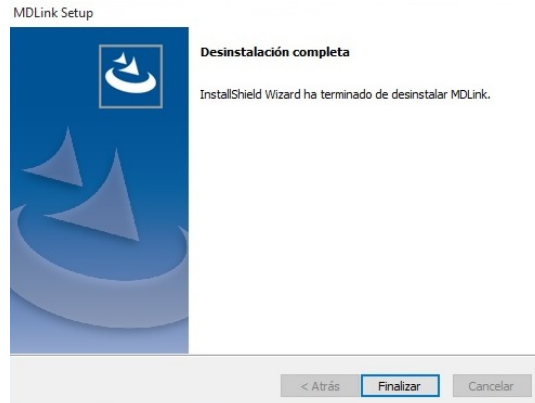 MDLink Setup
Desinstalación completa
InstallShield Wizard ha terminado de desinstalar MDLink.
< Atrás
Finalizar
Cancelar